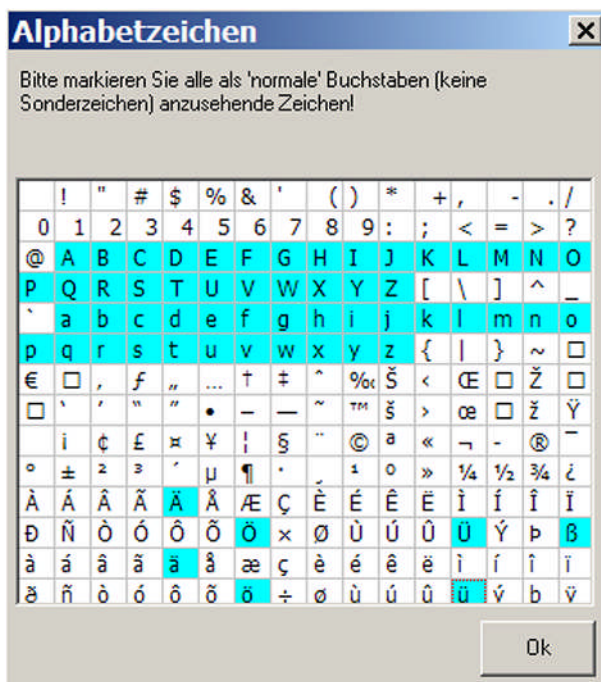 Alphabetzeichen
Bitte markieren Sie alle als 'normale' Buchstaben (keine
Sonderzeichen) anzusehende Zeichen!
! " # $ % & ' ( ) * + , - . /
0 1 2 3 4 5 6 7 8 9 : ; < = > ?
@ A B C D E F G H I J K L M N O
P Q R S T U V W X Y Z [ \ ] ^ _
` a b c d e f g h i j k l m n o
p q r s t u v w x y z { | } ~ □
€ □ ‚ ƒ „ … † ‡ ˆ ‰ Š ‹ Œ □ Ž □
□ ‘ ’ “ ” • – — ˜ ™ š › œ □ ž Ÿ
¡ ¢ £ ¤ ¥ ¦ § ¨ © ª « ¬ - ® ¯
° ± ² ³ ´ µ ¶ · ¸ ¹ º » ¼ ½ ¾ ¿
À Á Â Ã Ä Å Æ Ç È É Ê Ë Ì Í Î Ï
Ð Ñ Ò Ó Ô Õ Ö × Ø Ù Ú Û Ü Ý Þ ß
à á â ã ä å æ ç è é ê ë ì í î ï
ð ñ ò ó ô õ ö ÷ ø ù ú û ü ý þ ÿ
Ok